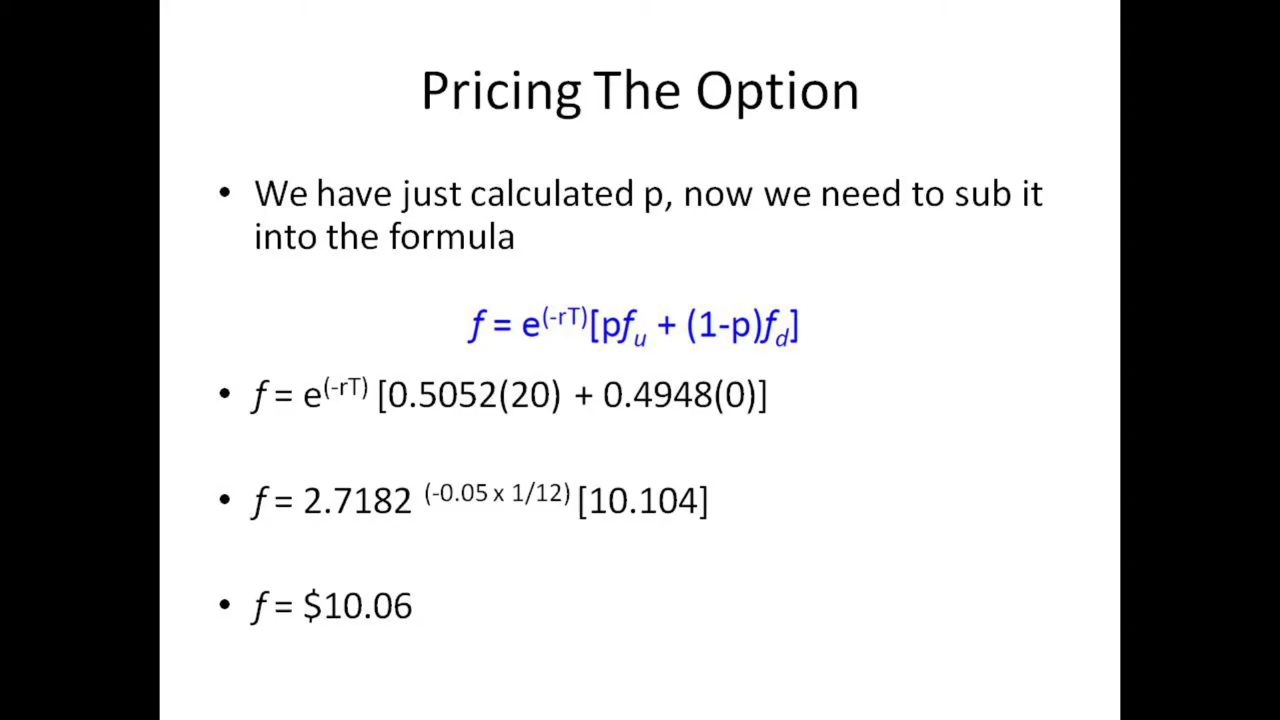 Pricing The Option
• We have just calculated p, now we need to sub it
into the formula
f = e(-rT)[pfu + (1-p)fd]
• f = e(-rT) [0.5052(20) + 0.4948(0)]
• f = 2.7182 (-0.05 x 1/12) [10.104]
• f = $10.06